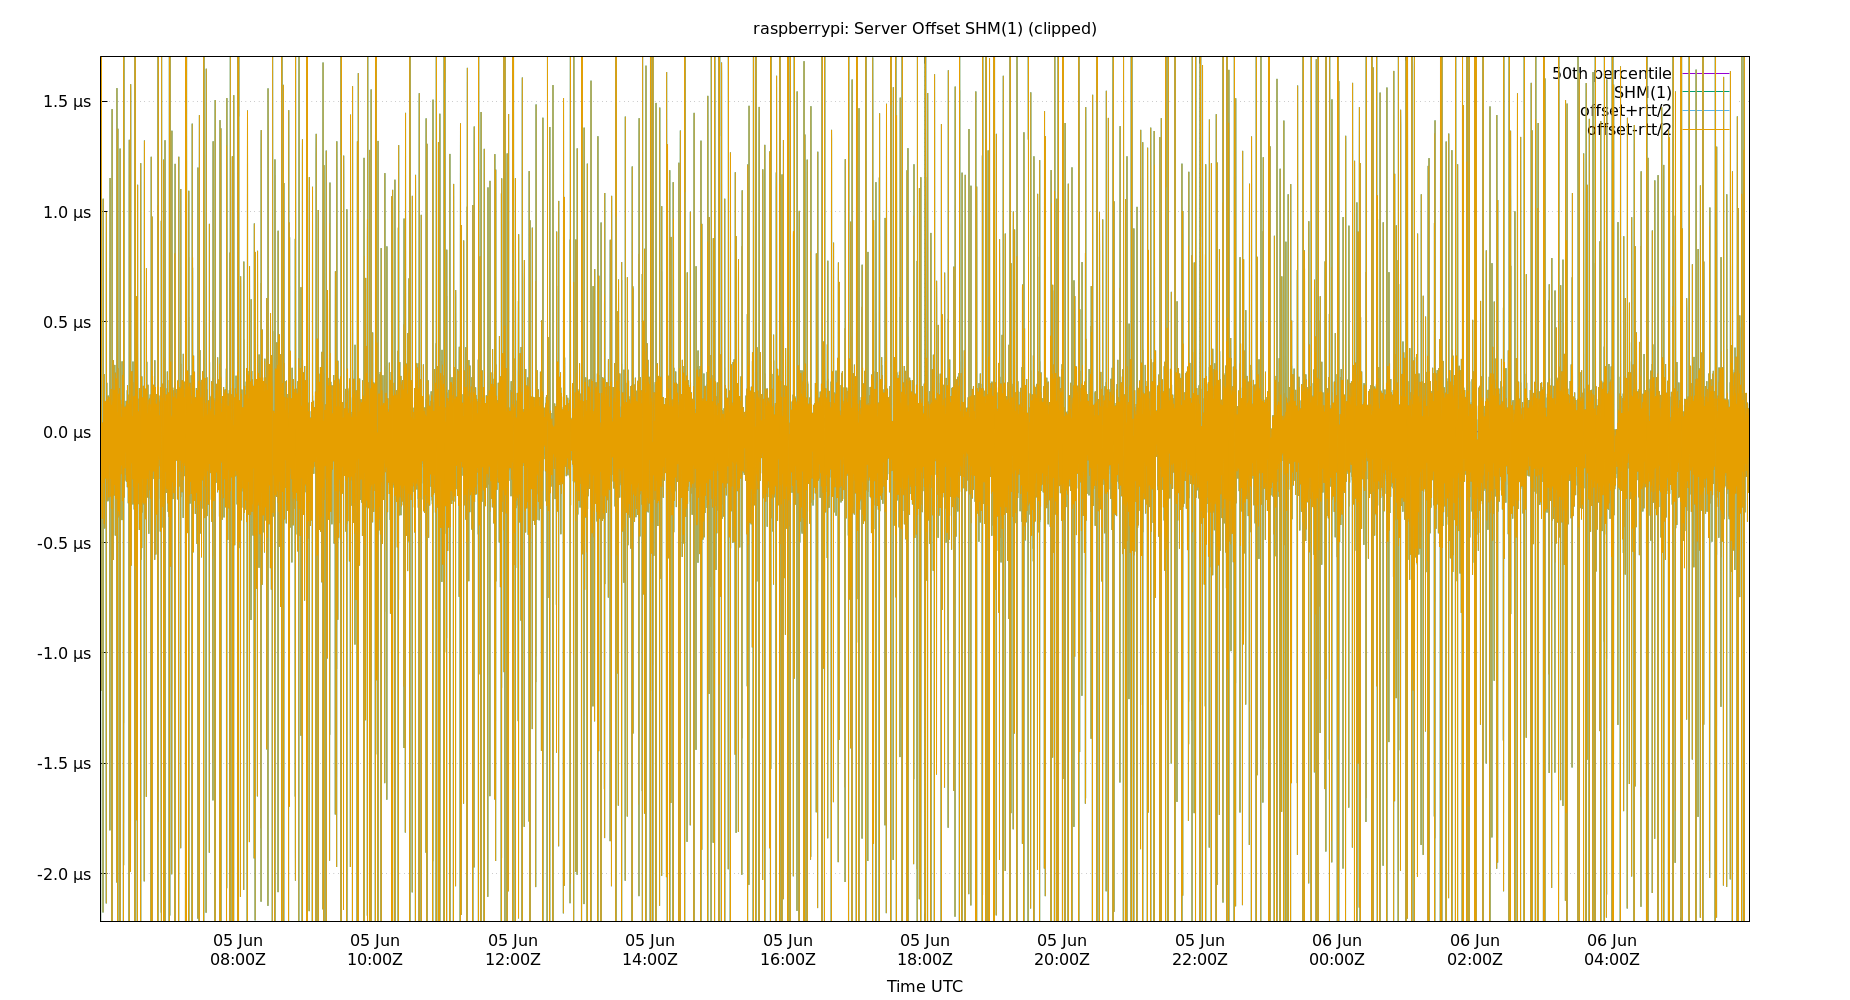 raspberrypi: Server Offset SHM(1) (clipped)
50th percentile
SHM(1)
offset+rtt/2
offset-rtt/2
1.5 µs
1.0 µs
0.5 µs
0.0 µs
-0.5 µs
-1.0 µs
-1.5 µs
-2.0 µs
05 Jun 05 Jun 05 Jun 05 Jun 05 Jun 05 Jun 05 Jun 05 Jun 06 Jun 06 Jun 06 Jun
08:00Z 10:00Z 12:00Z 14:00Z 16:00Z 18:00Z 20:00Z 22:00Z 00:00Z 02:00Z 04:00Z
Time UTC